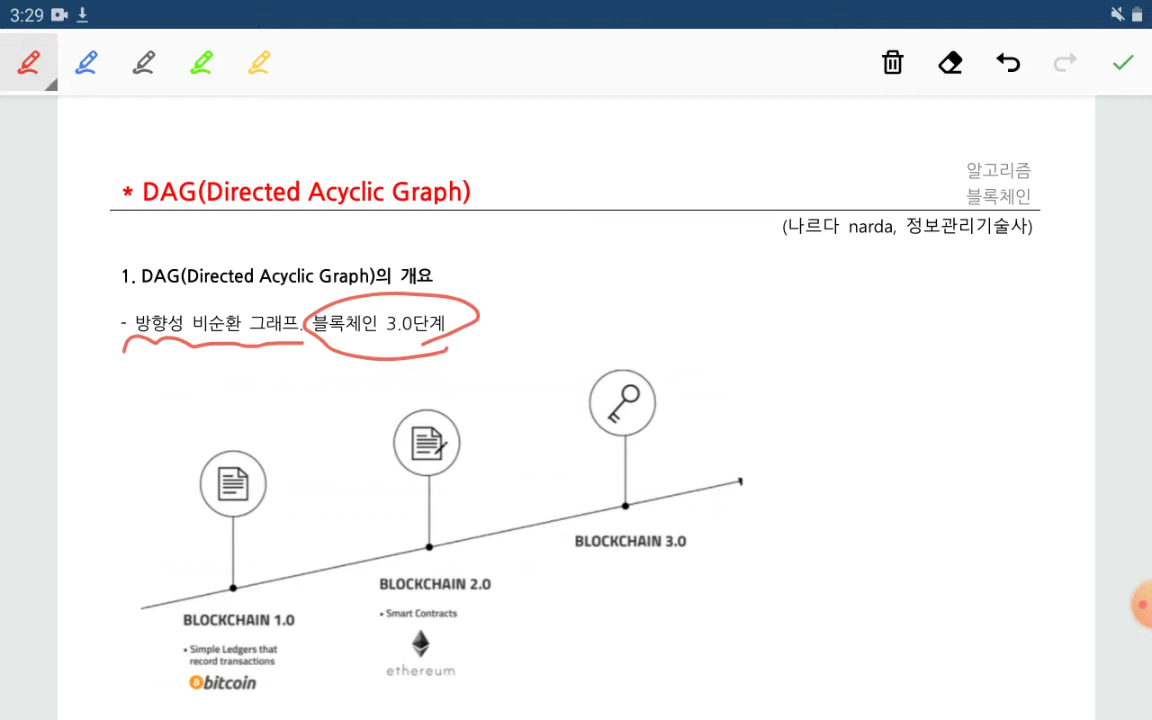 3:29
* DAG(Directed Acyclic Graph)
알고리즘
블록체인
(나르다 narda, 정보관리기술사)
1. DAG(Directed Acyclic Graph)의 개요
- 방향성 비순환 그래프. 블록체인 3.0단계
BLOCKCHAIN 3.0
BLOCKCHAIN 2.0
• Smart Contracts
ethereum
BLOCKCHAIN 1.0
• Simple Ledgers that
record transactions
bitcoin